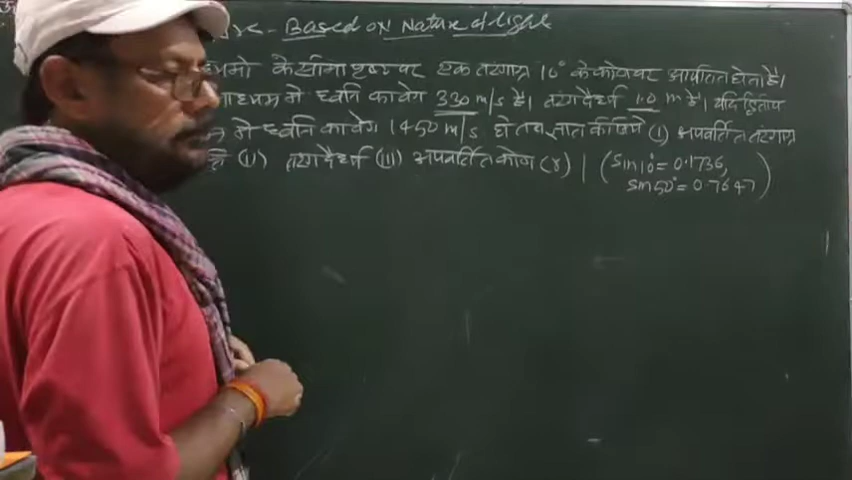 Based on Nature of light
माध्यमो के सीमा पृष्ठ पर एक तरंगाग्र 10° के कोण पर आपतित होता है।
माध्यम मे ध्वनि का वेग 330 m/s है। तरंगदैर्ध्य 1.0 m है। यदि द्वितीय
मे ध्वनि का वेग 1450 m/s हो तब ज्ञात कीजिये (i) अपवर्तित तरंगाग्र
(ii) तरंगदैर्ध्य (iii) अपवर्तित कोण (r) | (sin10° = 0.1736,
sin50° = 0.7647)